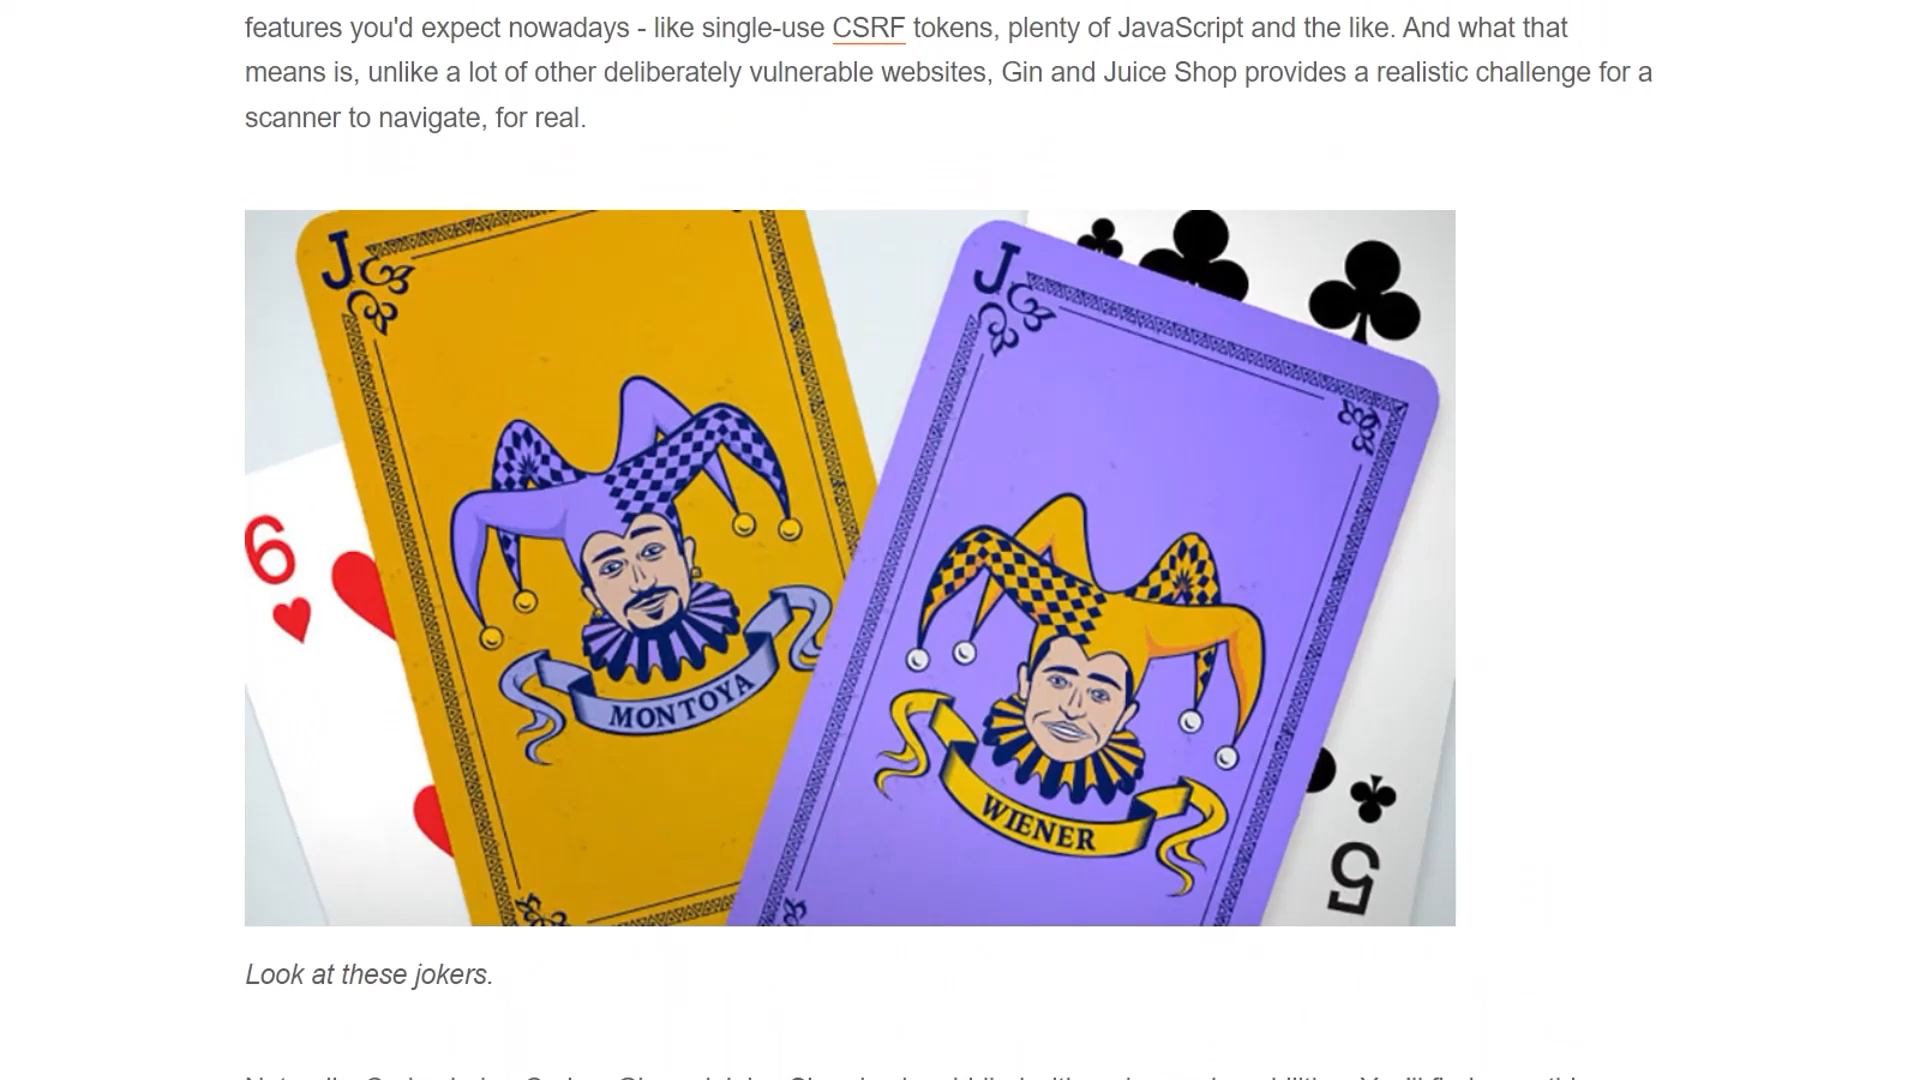 features you'd expect nowadays - like single-use CSRF tokens, plenty of JavaScript and the like. And what that
means is, unlike a lot of other deliberately vulnerable websites, Gin and Juice Shop provides a realistic challenge for a
scanner to navigate, for real.
J
J
6
MONTOYA
WIENER
5
Look at these jokers.